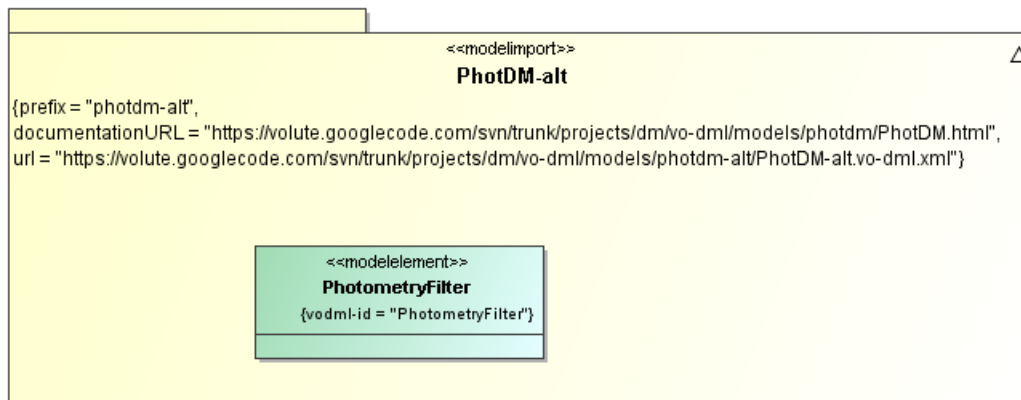 <<modelimport>>
PhotDM-alt
{prefix = "photdm-alt",
documentationURL = "https://volute.googlecode.com/svn/trunk/projects/dm/vo-dml/models/photdm/PhotDM.html",
url = "https://volute.googlecode.com/svn/trunk/projects/dm/vo-dml/models/photdm-alt/PhotDM-alt.vo-dml.xml"}
<<modelelement>>
PhotometryFilter
{vodml-id = "PhotometryFilter"}